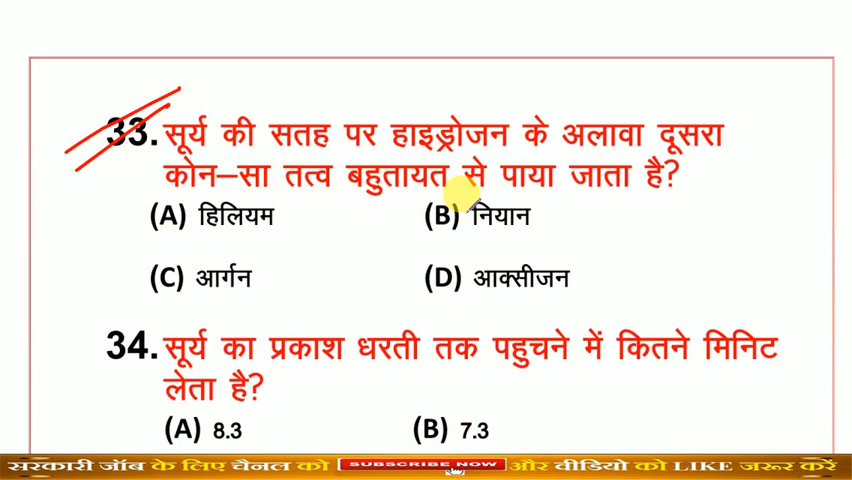 33. सूर्य की सतह पर हाइड्रोजन के अलावा दूसरा
कोन–सा तत्व बहुतायत से पाया जाता है?
(A) हिलियम (B) नियान
(C) आर्गन (D) आक्सीजन
34. सूर्य का प्रकाश धरती तक पहुचने में कितने मिनिट
लेता है?
(A) 8.3 (B) 7.3
सरकारी जॉब के लिए चैनल को SUBSCRIBE NOW और वीडियो को LIKE जरूर करें